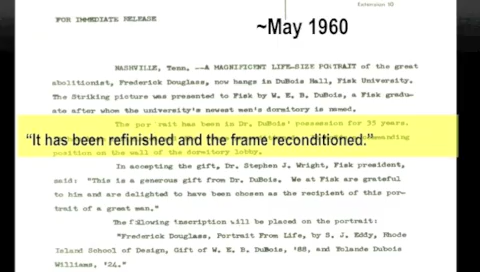 Extension 10
FOR IMMEDIATE RELEASE
~May 1960
NASHVILLE, Tenn. --A MAGNIFICENT LIFE-SIZE PORTRAIT of the great
abolitionist, Frederick Douglass, now hangs in DuBois Hall, Fisk University.
The Striking picture was presented to Fisk by W. E. B. DuBois, a Fisk gradu-
ate after whom the university's newest men's dormitory is named.
The portrait has been in Dr. DuBois' possession for 35 years.
“It has been refinished and the frame reconditioned.”
position on the wall of the dormitory lobby.
In accepting the gift, Dr. Stephen J. Wright, Fisk president,
said: "This is a generous gift from Dr. DuBois. We at Fisk are grateful
to him and are delighted to have been chosen as the recipient of this por-
trait of a great man."
The following inscription will be placed on the portrait:
"Frederick Douglass, Portrait From Life, by S. J. Eddy, Rhode
Island School of Design, Gift of W. E. B. DuBois, '88, and Yolande Dubois
Williams, '24."